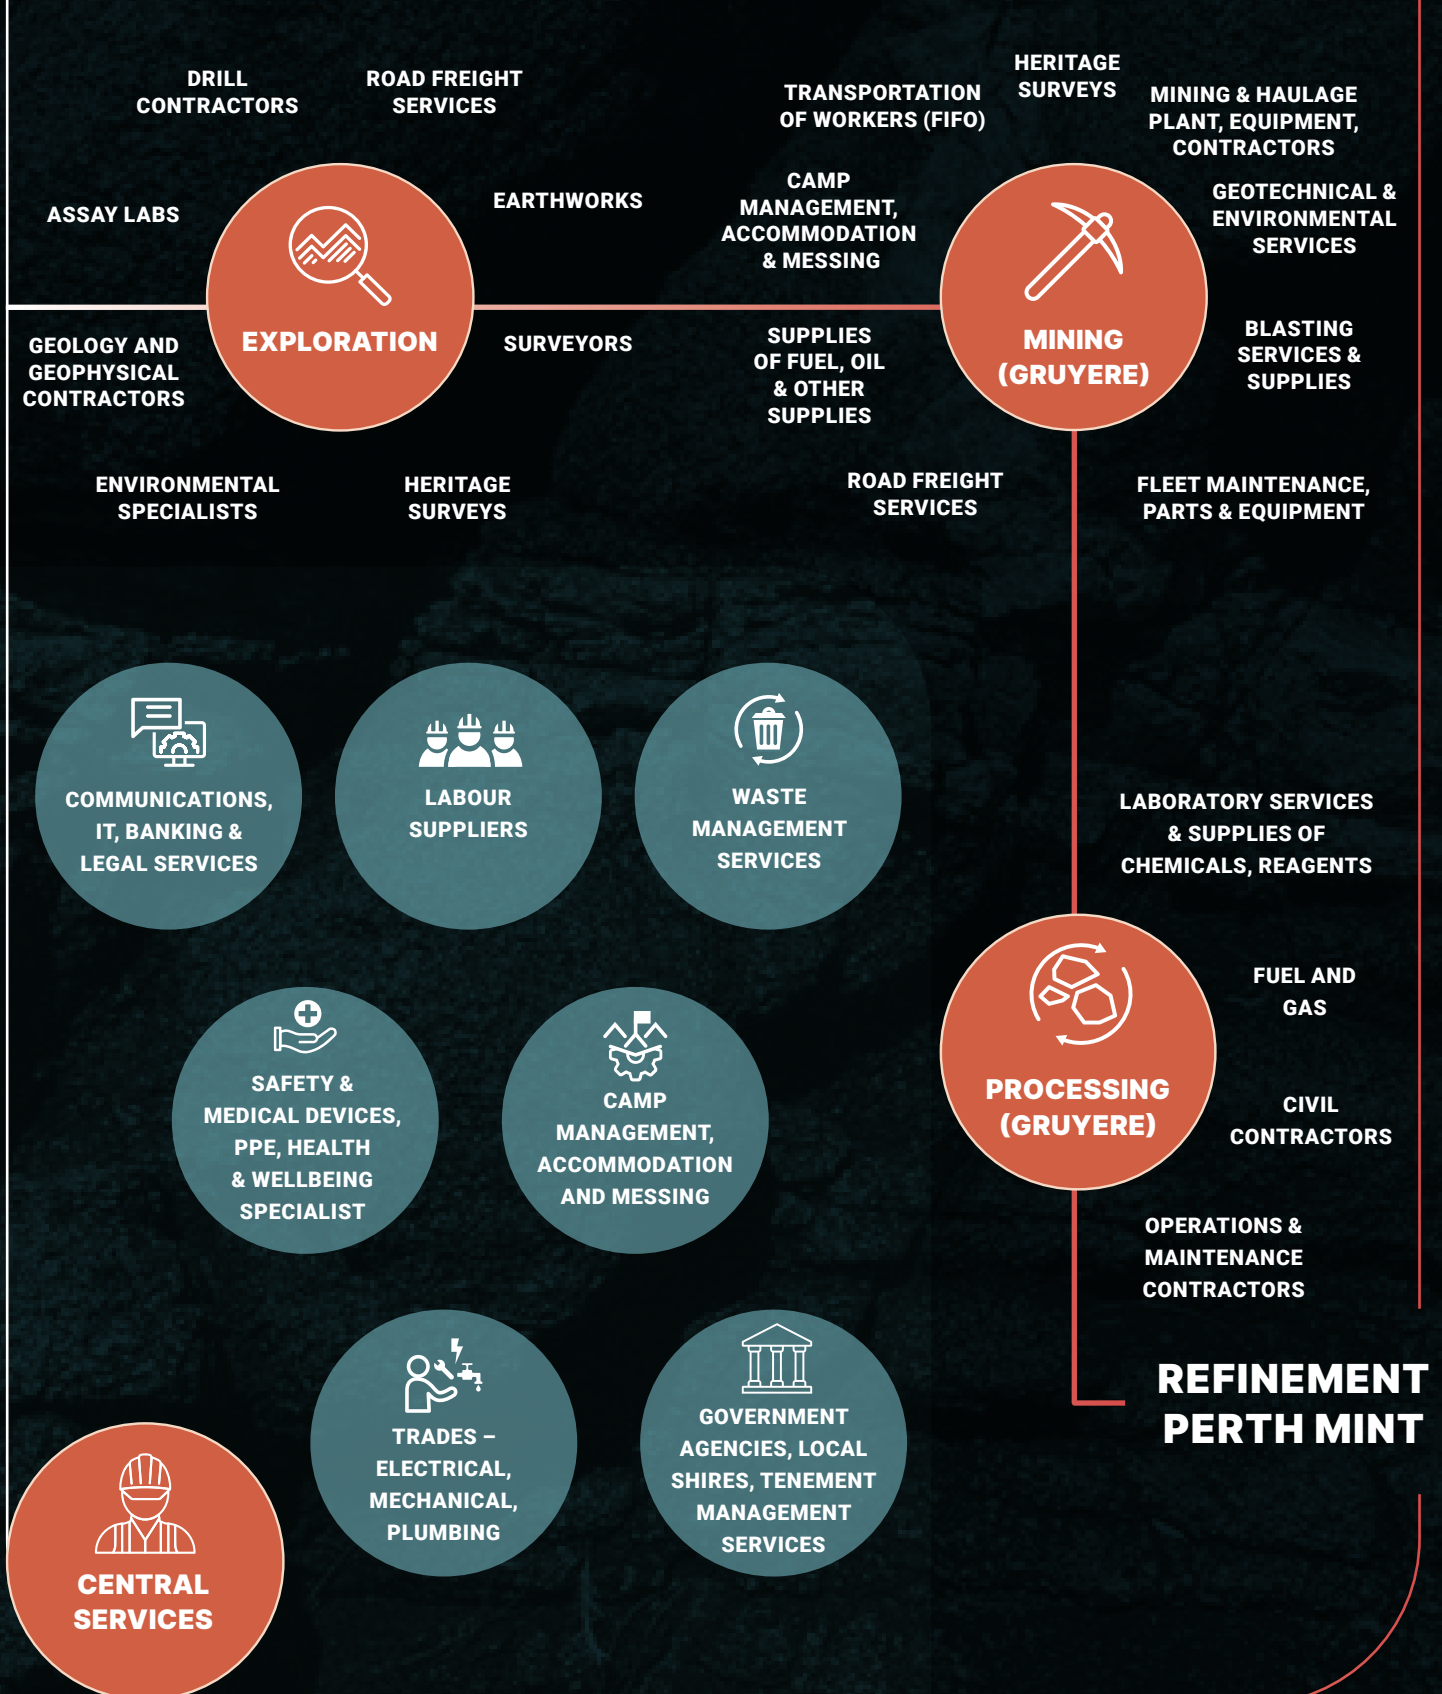 DRILL
CONTRACTORS
ROAD FREIGHT
SERVICES
ASSAY LABS
EARTHWORKS
EXPLORATION
GEOLOGY AND
GEOPHYSICAL
CONTRACTORS
SURVEYORS
ENVIRONMENTAL
SPECIALISTS
HERITAGE
SURVEYS
TRANSPORTATION
OF WORKERS (FIFO)
HERITAGE
SURVEYS
MINING & HAULAGE
PLANT, EQUIPMENT,
CONTRACTORS
CAMP
MANAGEMENT,
ACCOMMODATION
& MESSING
GEOTECHNICAL &
ENVIRONMENTAL
SERVICES
MINING
(GRUYERE)
SUPPLIES
OF FUEL, OIL
& OTHER
SUPPLIES
BLASTING
SERVICES &
SUPPLIES
ROAD FREIGHT
SERVICES
FLEET MAINTENANCE,
PARTS & EQUIPMENT
COMMUNICATIONS,
IT, BANKING &
LEGAL SERVICES
LABOUR
SUPPLIERS
WASTE
MANAGEMENT
SERVICES
LABORATORY SERVICES
& SUPPLIES OF
CHEMICALS, REAGENTS
SAFETY &
MEDICAL DEVICES,
PPE, HEALTH
& WELLBEING
SPECIALIST
CAMP
MANAGEMENT,
ACCOMMODATION
AND MESSING
PROCESSING
(GRUYERE)
FUEL AND
GAS
CIVIL
CONTRACTORS
OPERATIONS &
MAINTENANCE
CONTRACTORS
TRADES –
ELECTRICAL,
MECHANICAL,
PLUMBING
GOVERNMENT
AGENCIES, LOCAL
SHIRES, TENEMENT
MANAGEMENT
SERVICES
REFINEMENT
PERTH MINT
CENTRAL
SERVICES